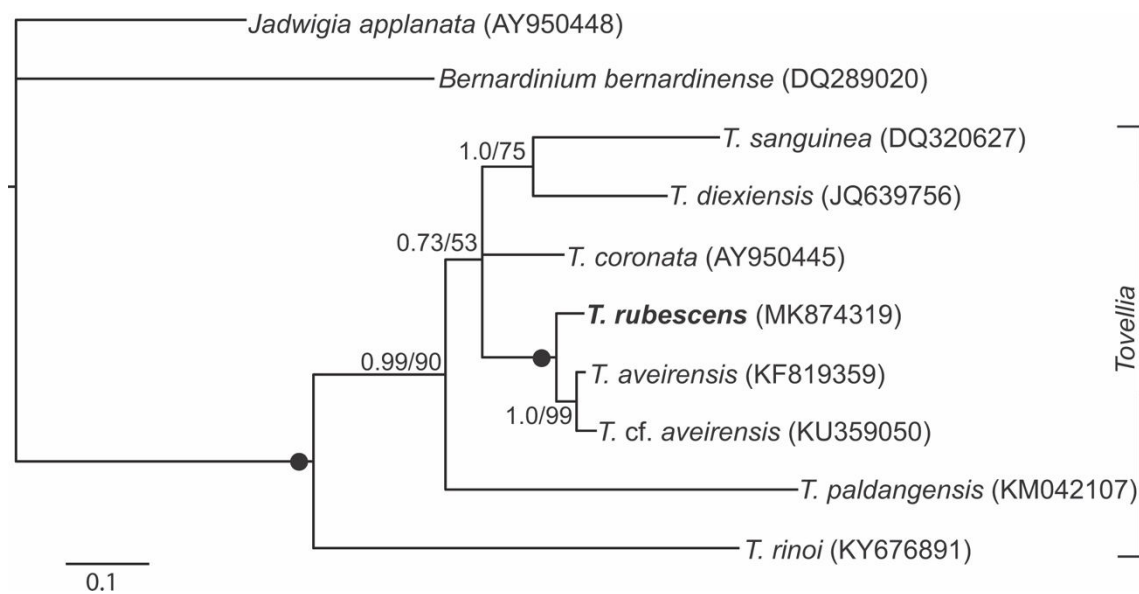 Jadwigia applanata (AY950448)
Bernardinium bernardinense (DQ289020)
T. sanguinea (DQ320627)
1.0/75
T. diexiensis (JQ639756)
0.73/53
T. coronata (AY950445)
T. rubescens (MK874319)
Tovellia
0.99/90
T. aveirensis (KF819359)
1.0/99
T. cf. aveirensis (KU359050)
T. paldangensis (KM042107)
T. rinoi (KY676891)
0.1